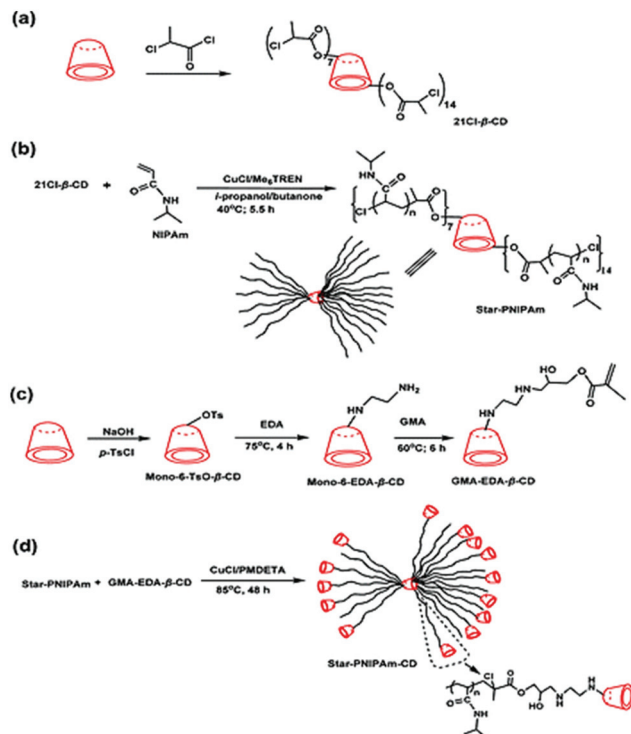 (a)
Cl
Cl
O
Cl
O
O
7
O
O
Cl
14
21Cl-β-CD
(b)
21Cl-β-CD + 
O
NH
NIPAm
CuCl/Me6TREN
i-propanol/butanone
40°C; 5.5 h
NH
O
Cl
n
O
O
7
O
O
n
Cl
14
O
NH
Star-PNIPAm
(c)
NaOH
p-TsCl
OTs
Mono-6-TsO-β-CD
EDA
75°C, 4 h
NH2
HN
HN
Mono-6-EDA-β-CD
GMA
60°C; 6 h
OH
O
O
HN
HN
GMA-EDA-β-CD
(d)
Star-PNIPAm + GMA-EDA-β-CD
CuCl/PMDETA
85°C, 48 h
Star-PNIPAm-CD
Cl
n
O
O
HO
N
H
H
N
O
NH